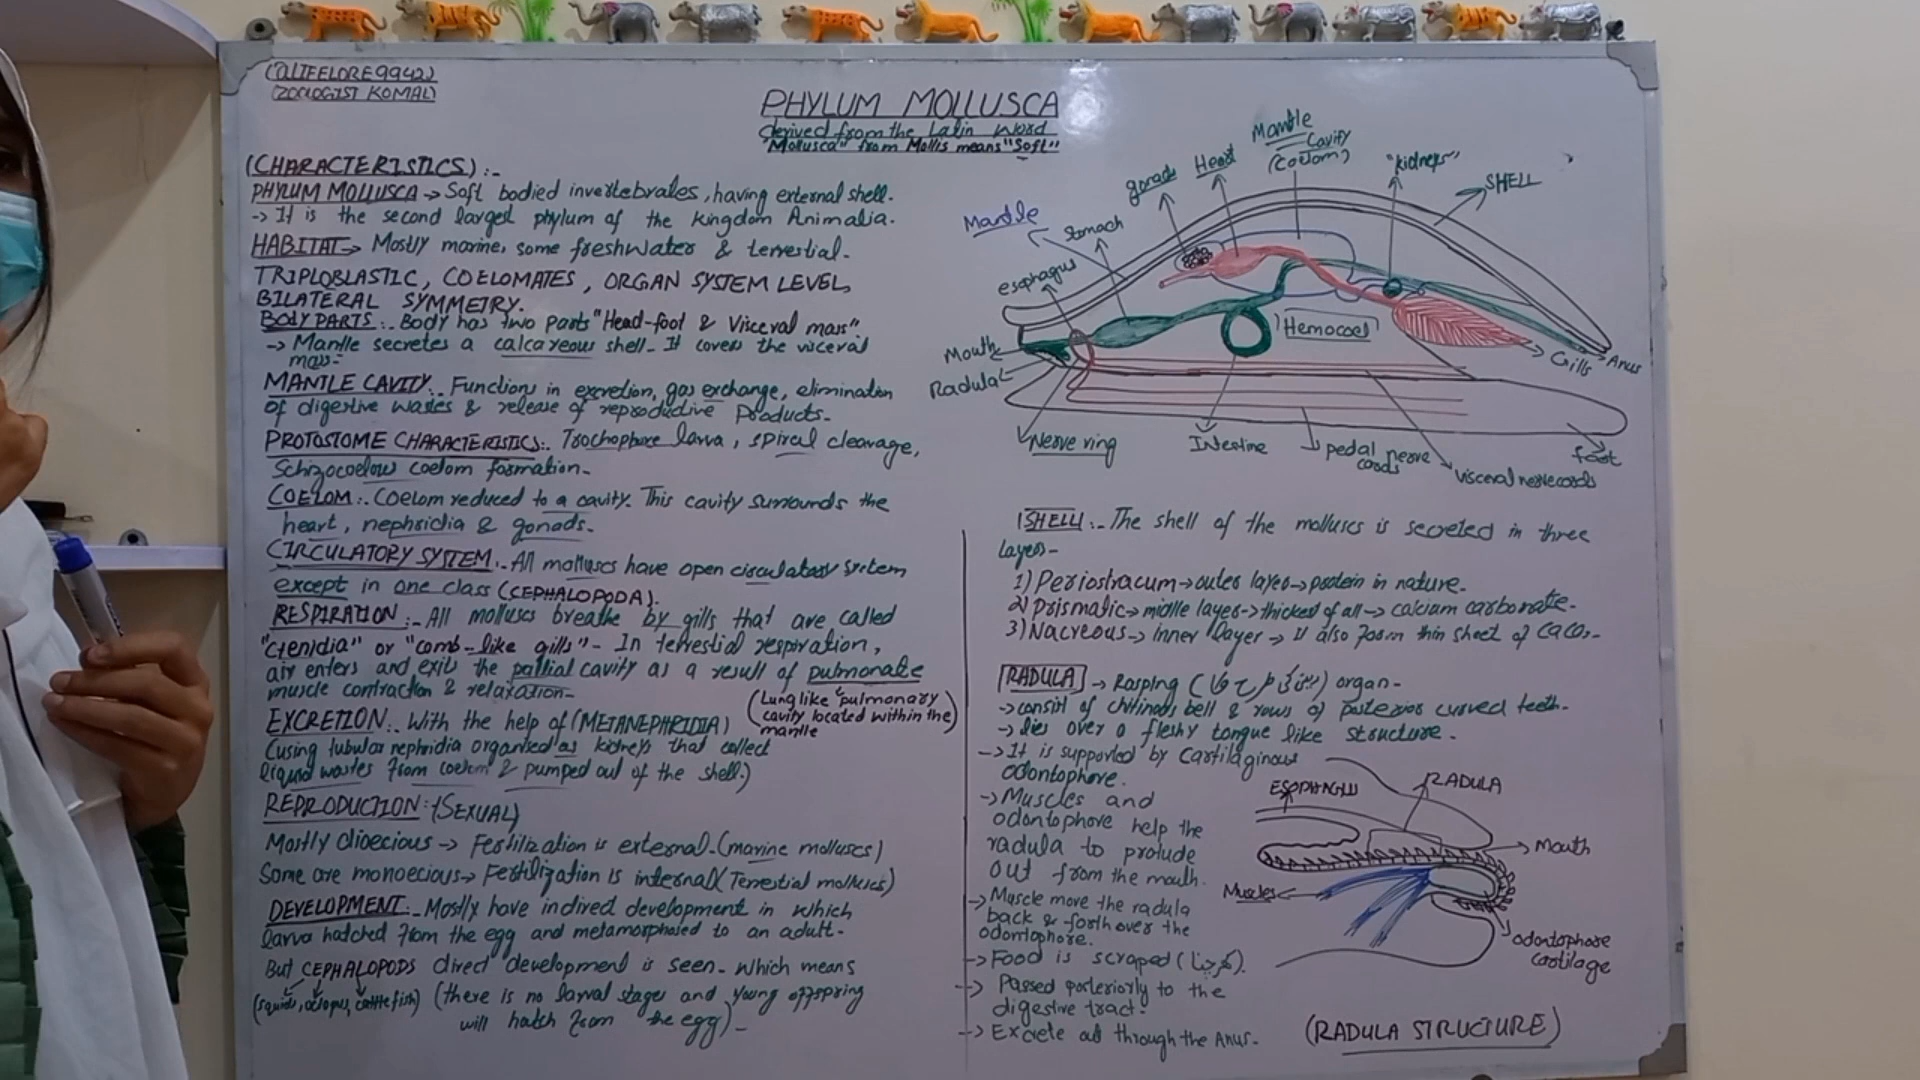 (ALIFELORE9942)
(ZOOLOGIST KOMAL)
PHYLUM MOLLUSCA
derived from the Latin word
"Mollusca" from Mollis means "Soft"
(CHARACTERISTICS):-
PHYLUM MOLLUSCA → Soft bodied invertebrates, having external shell.
→ It is the second largest phylum of the kingdom Animalia.
HABITAT → Mostly marine, some freshwater & terrestial.
TRIPLOBLASTIC, COELOMATES, ORGAN SYSTEM LEVEL,
BILATERAL SYMMETRY.
BODY PARTS:. Body has two parts "Head-foot & Visceral mass"
→ Mantle secretes a calcareous shell. It covers the visceral
mass-
MANTLE CAVITY:. Functions in excretion, gas exchange, elimination
of digestive wastes & release of reproductive Products.
PROTOSTOME CHARACTERISTICS:. Trochophore larva, spiral cleavage,
Schizocoelous coelom formation-
COELOM:. Coelom reduced to a cavity. This cavity surrounds the
heart, nephridia & gonads.
CIRCULATORY SYSTEM:. All molluscs have open circulatory system
except in one class (CEPHALOPODA).
RESPIRATION:- All molluscs breathe by gills that are called
"ctenidia" or "comb-like gills"- In terrestial respiration,
air enters and exits the pallial cavity as a result of pulmonate
muscle contraction & relaxation-
(Lung like pulmonary
cavity located within the
mantle)
EXCRETION:. With the help of (METANEPHRIDIA)
(using tubular nephridia organised as kidneys that collect
liquid wastes from coelom & pumped out of the shell.)
REPRODUCTION:(SEXUAL)
Mostly dioecious → Fertilization is external-(marine molluscs)
Some are monoecious → Fertilization is internal (Terrestial molluscs)
DEVELOPMENT:- Mostly have indirect development in which
larva hatched from the egg and metamorphosed to an adult-
But CEPHALOPODS direct development is seen- which means
(squids, octopus, cuttlefish) (there is no larval stages and young offspring
will hatch from the egg)-
Mantle
Cavity
(Coelom)
"kidneys"
Head
gonads
SHELL
Mantle
Stomach
esophagus
Hemocoel
Mouth
Radula
Gills
Anus
Nerve ring
Intestine
pedal nerve
cords
visceral nerve cords
foot
SHELL:- The shell of the molluscs is secreted in three
layers-
1) Periostracum → outer layer → protein in nature.
2) Prismatic → middle layer → thickest of all → calcium carbonate.
3) Nacreous → Inner layer → It also form thin sheet of CaCO3-
RADULA → Rasping organ-
→ consist of chitinous belt & rows of posterior curved teeth-
→ lies over a fleshy tongue like structure.
→ It is supported by Cartilaginous
odontophore.
→ Muscles and
odontophore help the
radula to protude
out from the mouth.
→ Muscle move the radula
back & forth over the
odontophore.
→ Food is scraped (کھرچنا).
→ Passed posteriorly to the
digestive tract.
→ Excrete out through the Anus-
ESOPHAGUS
RADULA
Mouth
Muscles
odontophore
cartilage
(RADULA STRUCTURE)